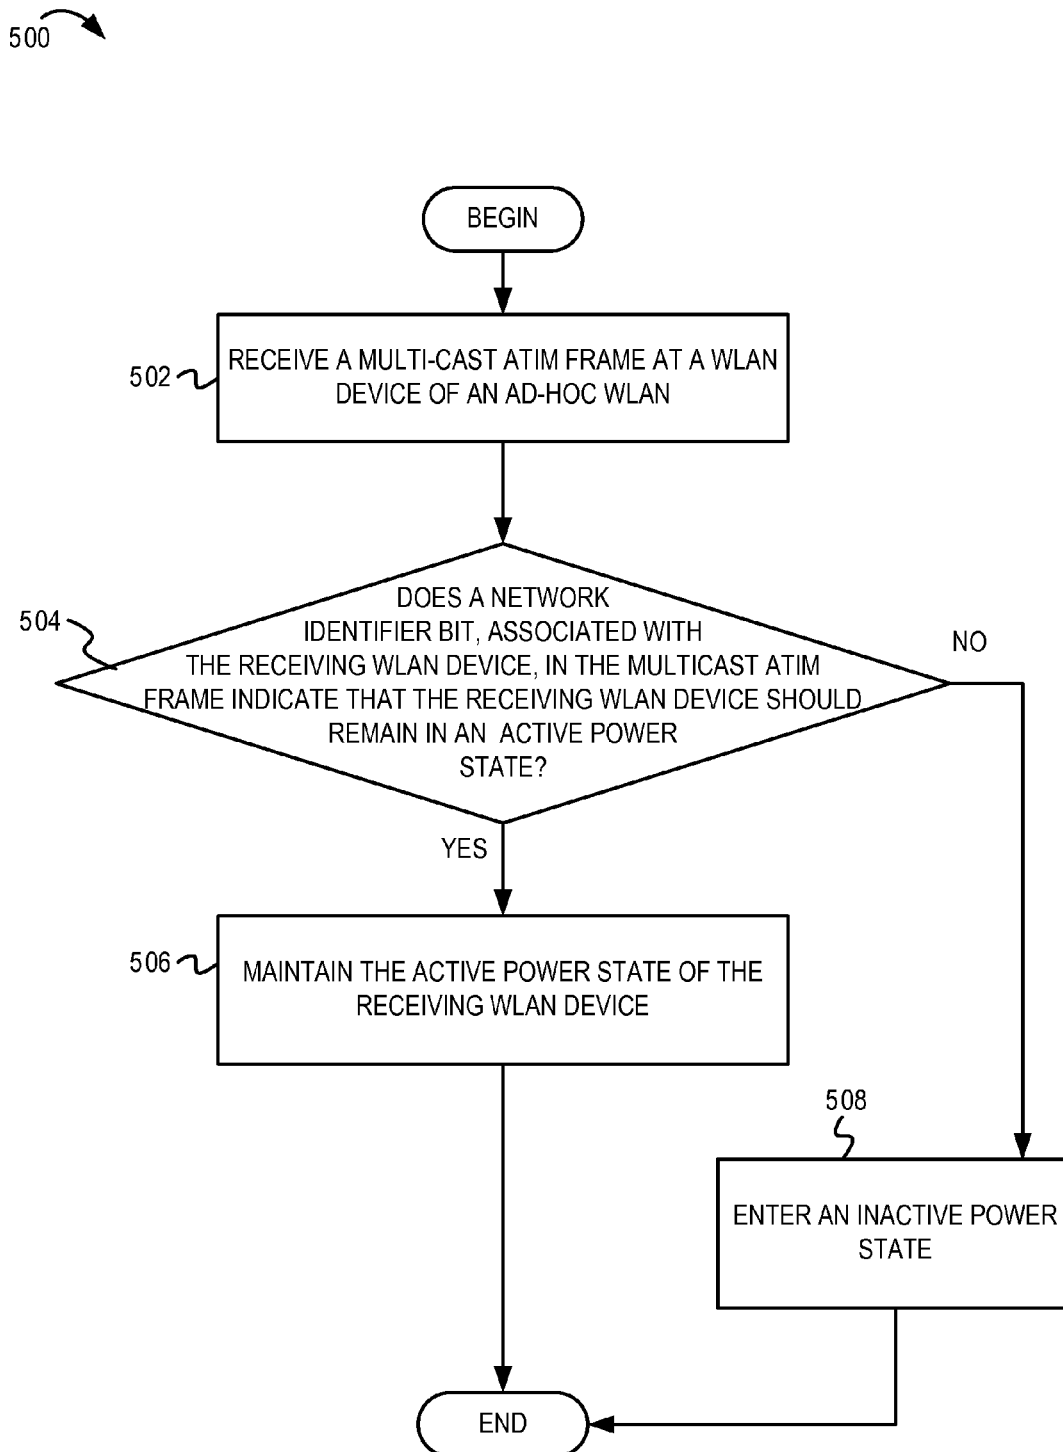 500
BEGIN
502
RECEIVE A MULTI-CAST ATIM FRAME AT A WLAN
DEVICE OF AN AD-HOC WLAN
504
DOES A NETWORK
IDENTIFIER BIT, ASSOCIATED WITH
THE RECEIVING WLAN DEVICE, IN THE MULTICAST ATIM
FRAME INDICATE THAT THE RECEIVING WLAN DEVICE SHOULD
REMAIN IN AN ACTIVE POWER
STATE?
NO
YES
506
MAINTAIN THE ACTIVE POWER STATE OF THE
RECEIVING WLAN DEVICE
508
ENTER AN INACTIVE POWER
STATE
END